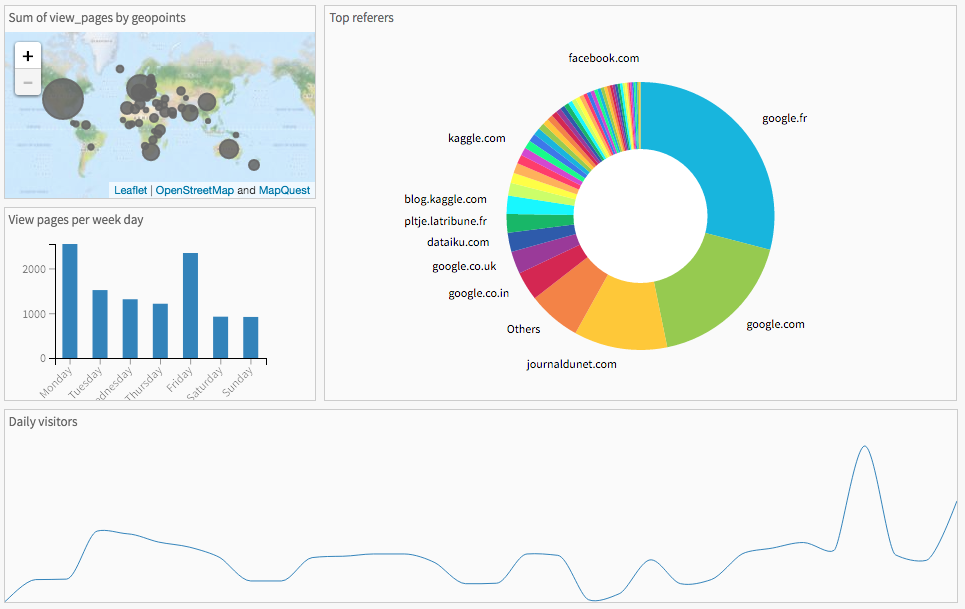 Sum of view_pages by geopoints
+
−
Leaflet | OpenStreetMap and MapQuest
View pages per week day
2000
1000
0
Monday
Tuesday
Thursday
Friday
Saturday
Sunday
Top referers
facebook.com
google.fr
kaggle.com
blog.kaggle.com
pltje.latribune.fr
dataiku.com
google.co.uk
google.co.in
Others
journaldunet.com
google.com
Daily visitors